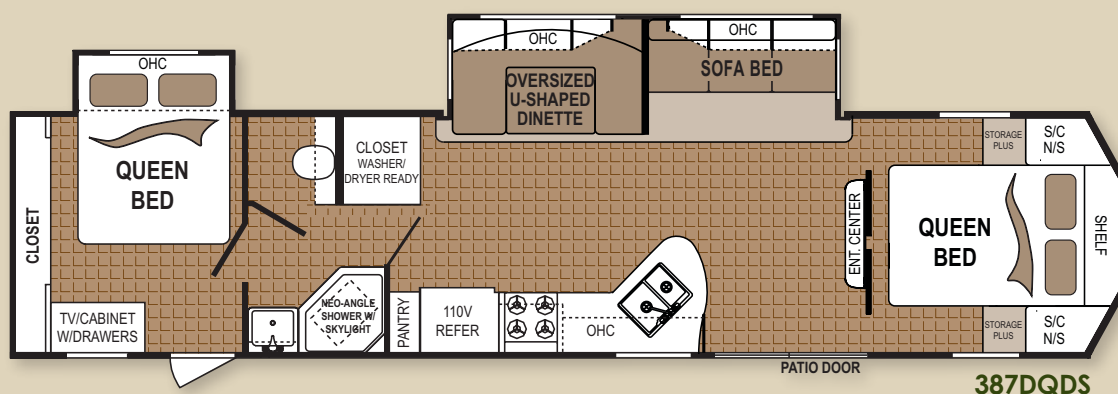 OHC
QUEEN
BED
CLOSET
TV/CABINET
W/DRAWERS
CLOSET
WASHER/
DRYER READY
NEO-ANGLE
SHOWER W/
SKYLIGHT
PANTRY
110V
REFER
OHC
OHC
OVERSIZED
U-SHAPED
DINETTE
OHC
SOFA BED
ENT. CENTER
PATIO DOOR
STORAGE
PLUS
S/C
N/S
QUEEN
BED
SHELF
STORAGE
PLUS
S/C
N/S
387DQDS